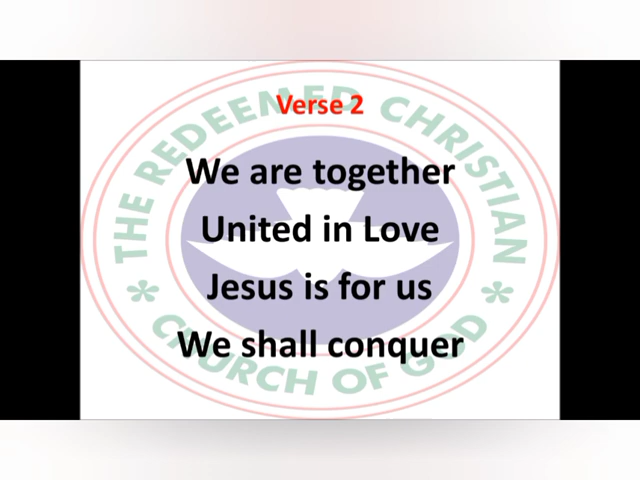 Verse 2
We are together
United in Love
Jesus is for us
We shall conquer
THE REDEEMED CHRISTIAN
CHURCH OF GOD